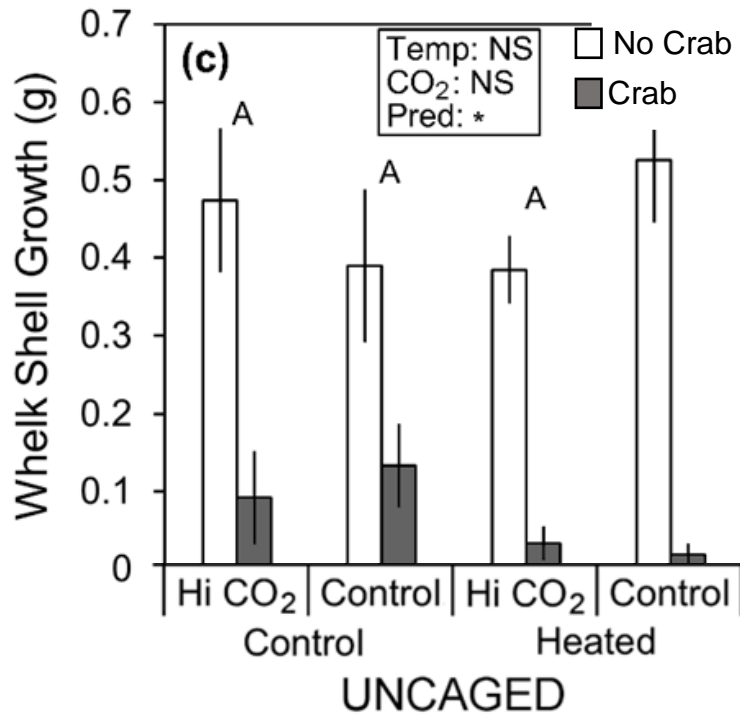 (c)
Temp: NS
CO₂: NS
Pred: *
No Crab
Crab
Whelk Shell Growth (g)
0.7
0.6
0.5
0.4
0.3
0.2
0.1
0
A
A
A
Hi CO₂
Control
Hi CO₂
Control
Control
Heated
UNCAGED